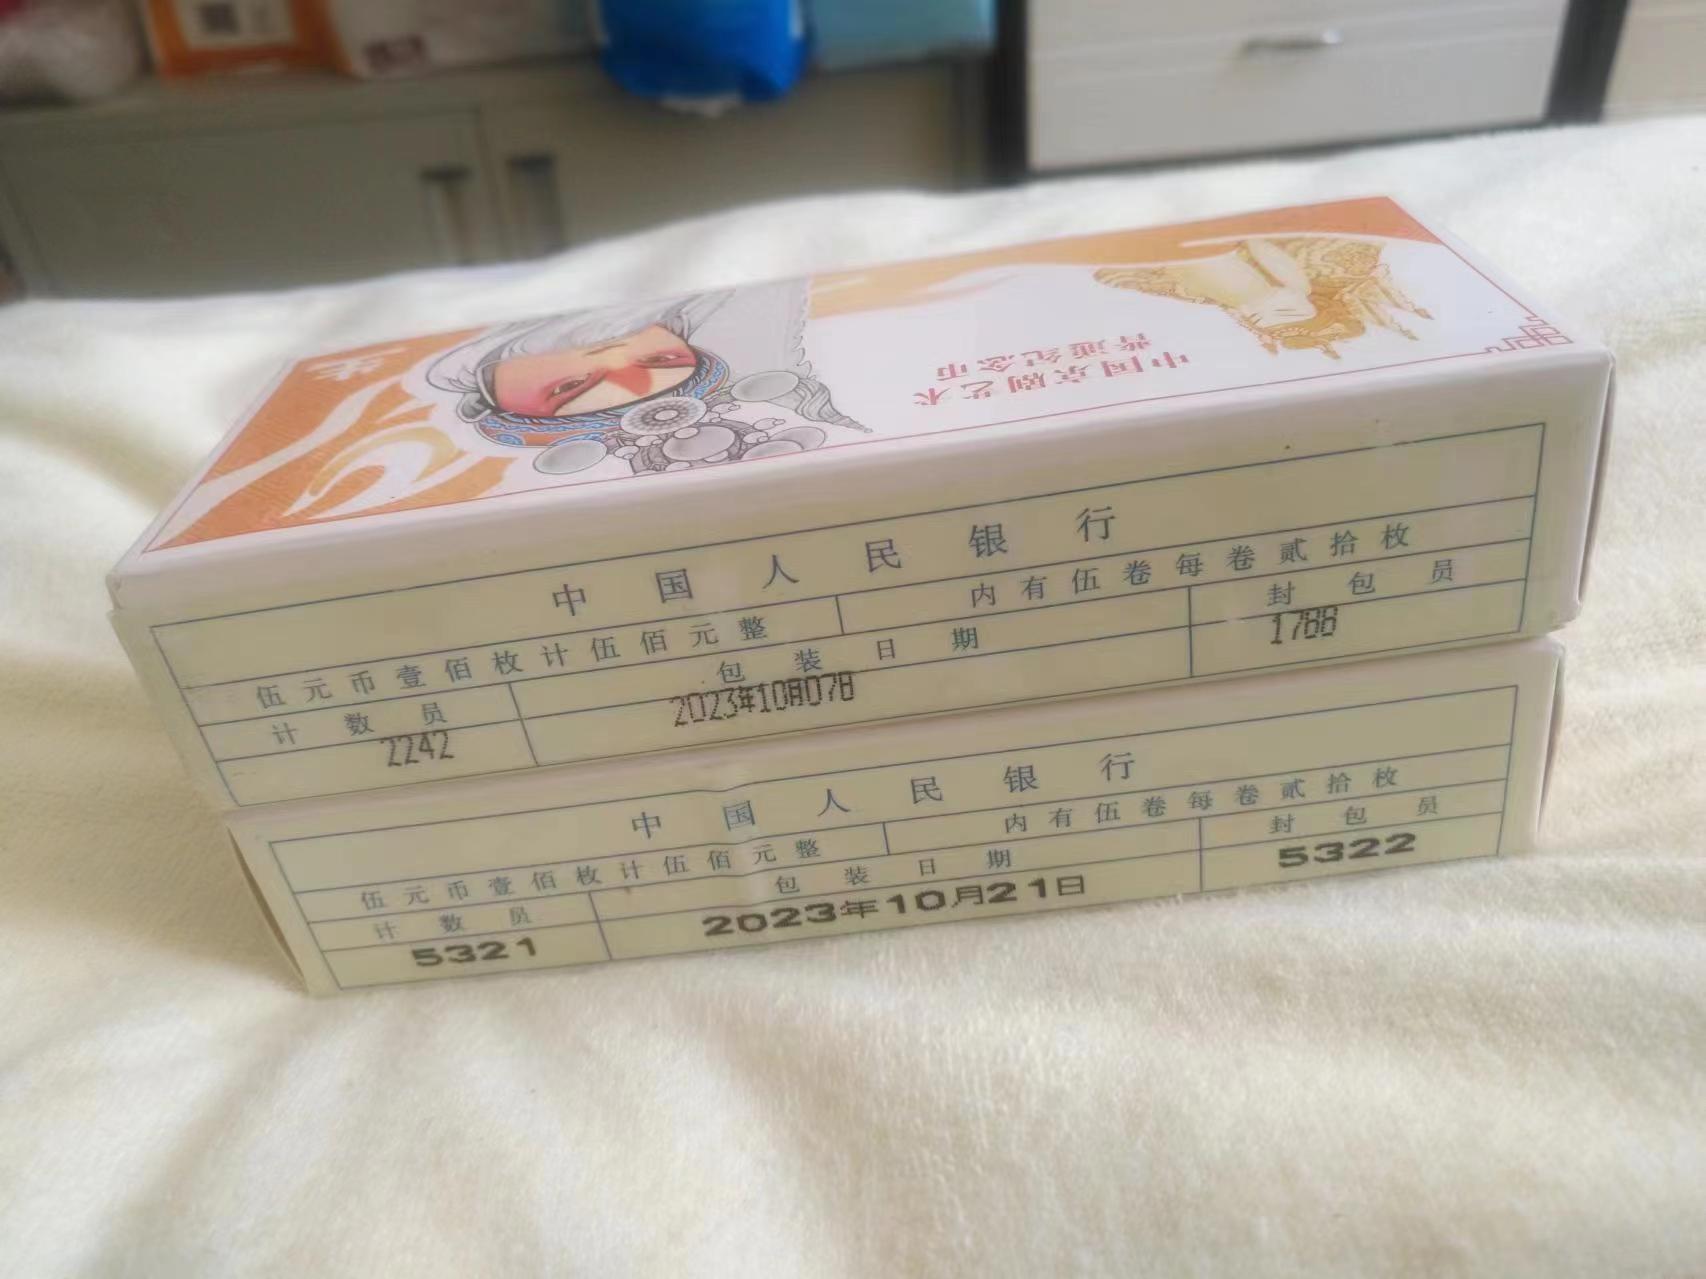 中国京剧艺术
普通纪念币
中国人民银行
伍元币壹佰枚计伍佰元整 内有伍卷每卷贰拾枚
计数员 包装日期 封包员
2242 2023年10月07日 1788
中国人民银行
伍元币壹佰枚计伍佰元整 内有伍卷每卷贰拾枚
计数员 包装日期 封包员
5321 2023年10月21日 5322